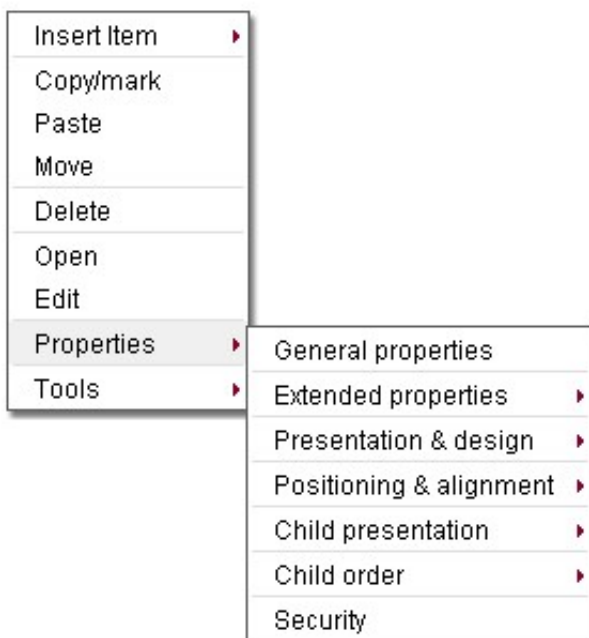 Insert Item
Copy/mark
Paste
Move
Delete
Open
Edit
Properties
Tools
General properties
Extended properties
Presentation & design
Positioning & alignment
Child presentation
Child order
Security